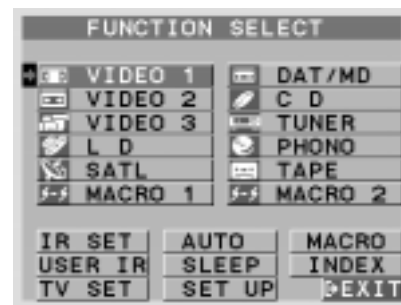 FUNCTION SELECT
VIDEO 1 DAT/MD
VIDEO 2 C D
VIDEO 3 TUNER
L D PHONO
SATL TAPE
MACRO 1 MACRO 2
IR SET AUTO MACRO
USER IR SLEEP INDEX
TV SET SET UP EXIT